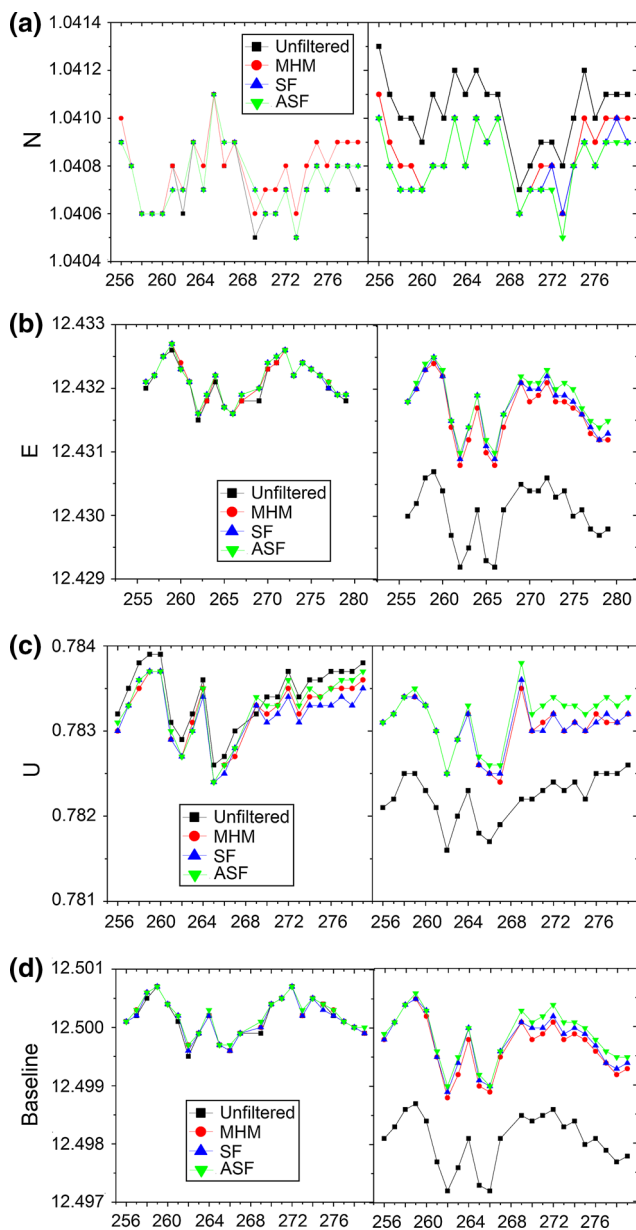 (a)
1.0414
1.0412
1.0410
1.0408
1.0406
1.0404
N
Unfiltered
MHM
SF
ASF
256 260 264 268 272 276 256 260 264 268 272 276
(b)
12.433
12.432
12.431
12.430
12.429
E
Unfiltered
MHM
SF
ASF
255 260 265 270 275 280 255 260 265 270 275 280
(c)
0.784
0.783
0.782
0.781
U
Unfiltered
MHM
SF
ASF
256 260 264 268 272 276 256 260 264 268 272 276
(d)
12.501
12.500
12.499
12.498
12.497
Baseline
Unfiltered
MHM
SF
ASF
256 260 264 268 272 276 256 260 264 268 272 276